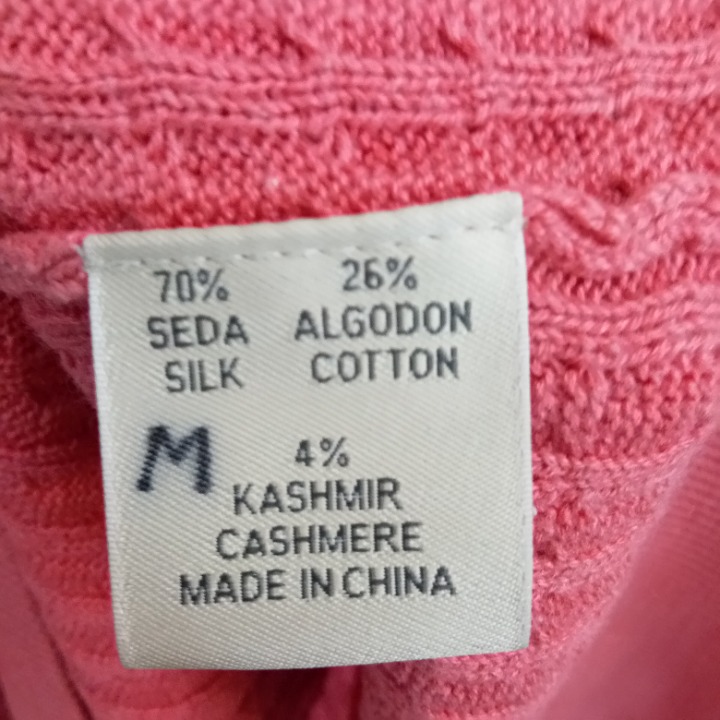 70%
SEDA
SILK
26%
ALGODON
COTTON
M
4%
KASHMIR
CASHMERE
MADE IN CHINA